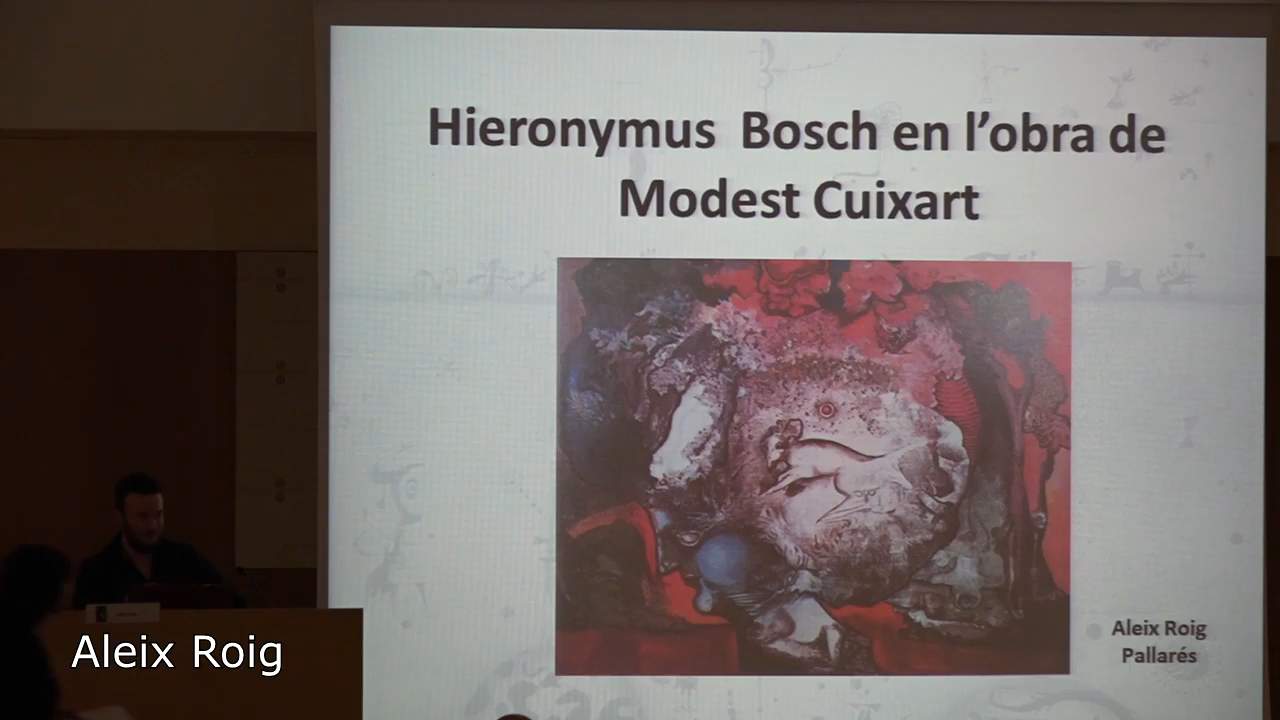 Hieronymus Bosch en l’obra de
Modest Cuixart
Aleix Roig
Pallarés
Aleix Roig